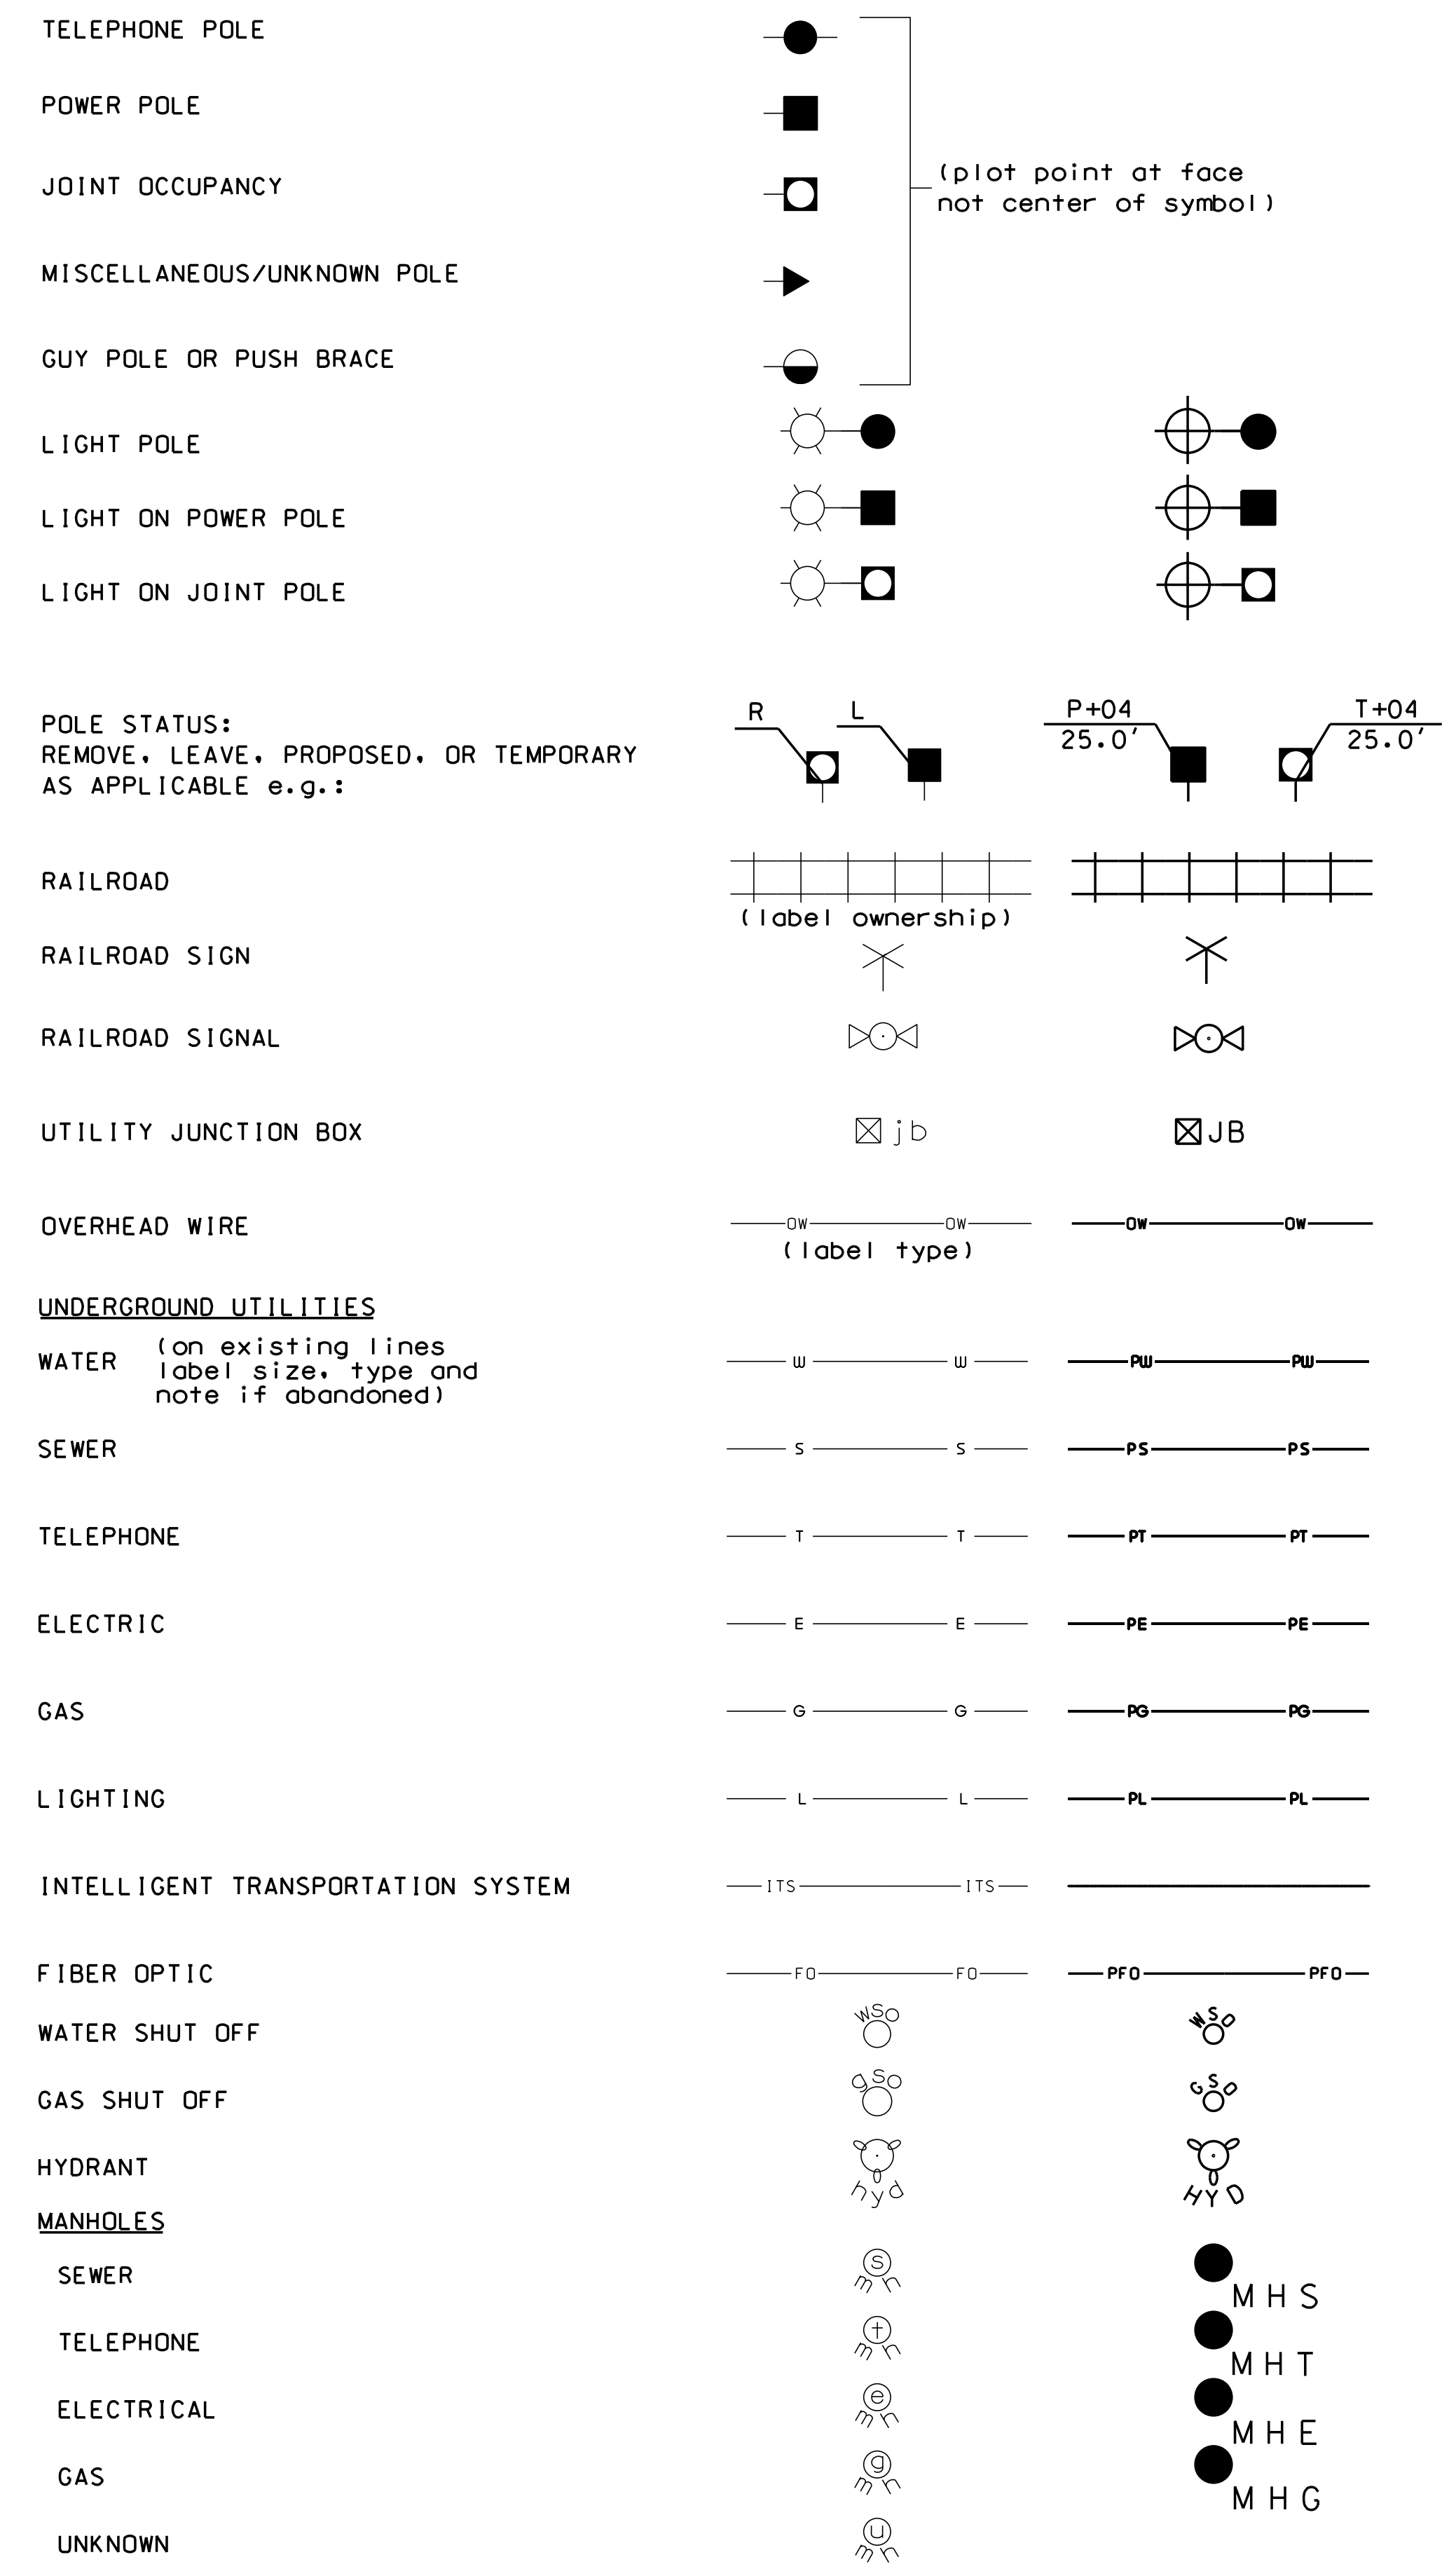 TELEPHONE POLE
POWER POLE
JOINT OCCUPANCY
(plot point at face
not center of symbol)
MISCELLANEOUS/UNKNOWN POLE
GUY POLE OR PUSH BRACE
LIGHT POLE
LIGHT ON POWER POLE
LIGHT ON JOINT POLE
R L P+04 T+04
25.0' 25.0'
POLE STATUS:
REMOVE, LEAVE, PROPOSED, OR TEMPORARY
AS APPLICABLE e.g.:
RAILROAD
(label ownership)
RAILROAD SIGN
RAILROAD SIGNAL
UTILITY JUNCTION BOX jb JB
OVERHEAD WIRE OW OW OW OW
(label type)
UNDERGROUND UTILITIES
WATER (on existing lines
label size, type and
note if abandoned)
W W PW PW
SEWER S S PS PS
TELEPHONE T T PT PT
ELECTRIC E E PE PE
GAS G G PG PG
LIGHTING L L PL PL
INTELLIGENT TRANSPORTATION SYSTEM ITS ITS
FIBER OPTIC FO FO PFO PFO
WATER SHUT OFF wso WSO
GAS SHUT OFF gso GSO
HYDRANT hyd HYD
MANHOLES
SEWER s mh MHS
TELEPHONE t mh MHT
ELECTRICAL e mh MHE
GAS g mh MHG
UNKNOWN u mh